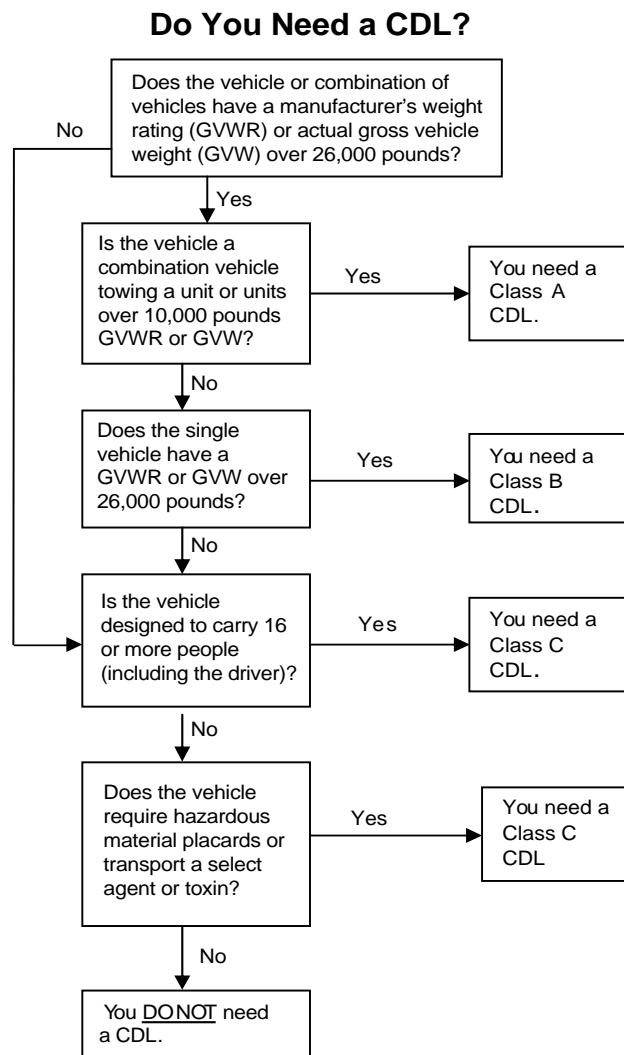 Do You Need a CDL?
Does the vehicle or combination of
vehicles have a manufacturer's weight
rating (GVWR) or actual gross vehicle
weight (GVW) over 26,000 pounds?
No
Yes
Is the vehicle a
combination vehicle
towing a unit or units
over 10,000 pounds
GVWR or GVW?
Yes
You need a
Class A
CDL.
No
Does the single
vehicle have a
GVWR or GVW over
26,000 pounds?
Yes
You need a
Class B
CDL.
No
Is the vehicle
designed to carry 16
or more people
(including the driver)?
Yes
You need a
Class C
CDL.
No
Does the vehicle
require hazardous
material placards or
transport a select
agent or toxin?
Yes
You need a
Class C
CDL
No
You DO NOT need
a CDL.